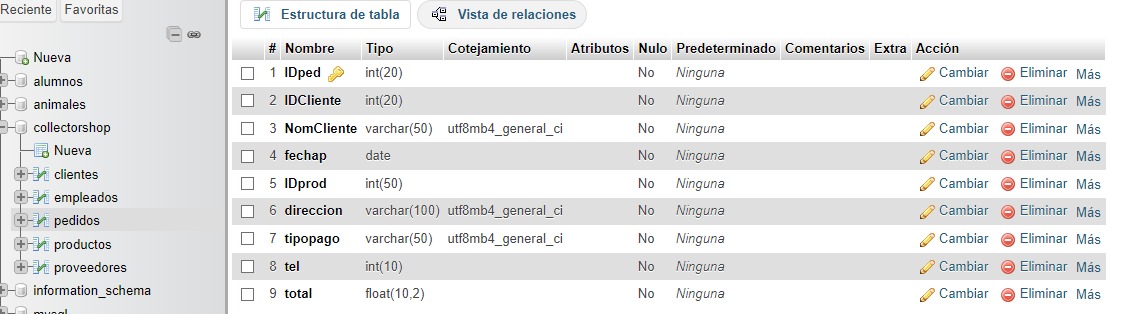 Reciente Favoritas
Nueva
alumnos
animales
collectorshop
Nueva
clientes
empleados
pedidos
productos
proveedores
information_schema
mysql
Estructura de tabla Vista de relaciones
# Nombre Tipo Cotejamiento Atributos Nulo Predeterminado Comentarios Extra Acción
1 IDped int(20) No Ninguna Cambiar Eliminar Más
2 IDCliente int(20) No Ninguna Cambiar Eliminar Más
3 NomCliente varchar(50) utf8mb4_general_ci No Ninguna Cambiar Eliminar Más
4 fechap date No Ninguna Cambiar Eliminar Más
5 IDprod int(50) No Ninguna Cambiar Eliminar Más
6 direccion varchar(100) utf8mb4_general_ci No Ninguna Cambiar Eliminar Más
7 tipopago varchar(50) utf8mb4_general_ci No Ninguna Cambiar Eliminar Más
8 tel int(10) No Ninguna Cambiar Eliminar Más
9 total float(10,2) No Ninguna Cambiar Eliminar Más